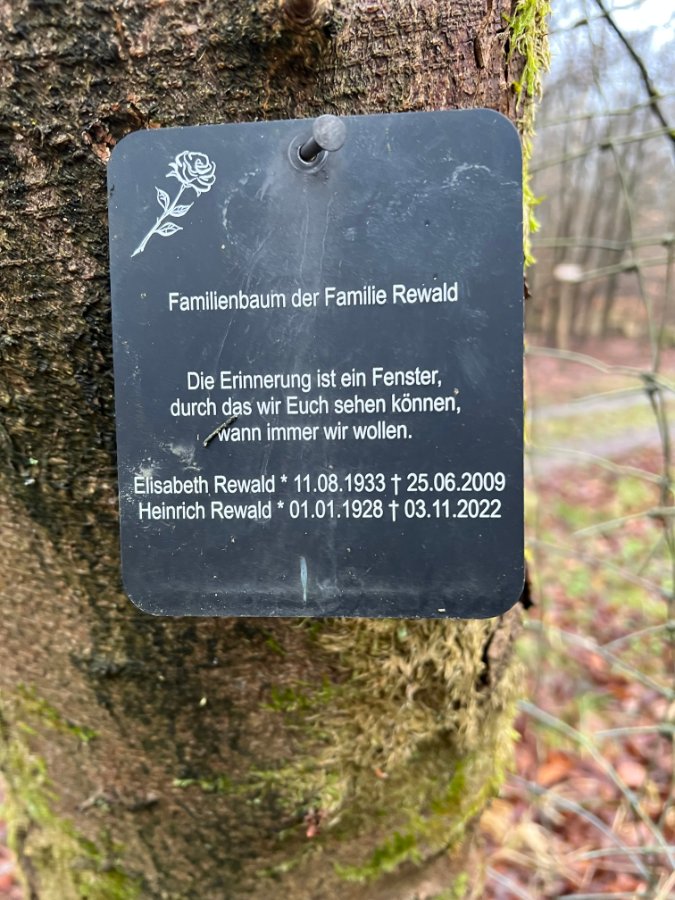 Familienbaum der Familie Rewald
Die Erinnerung ist ein Fenster,
durch das wir Euch sehen können,
wann immer wir wollen.
Elisabeth Rewald * 11.08.1933 † 25.06.2009
Heinrich Rewald * 01.01.1928 † 03.11.2022